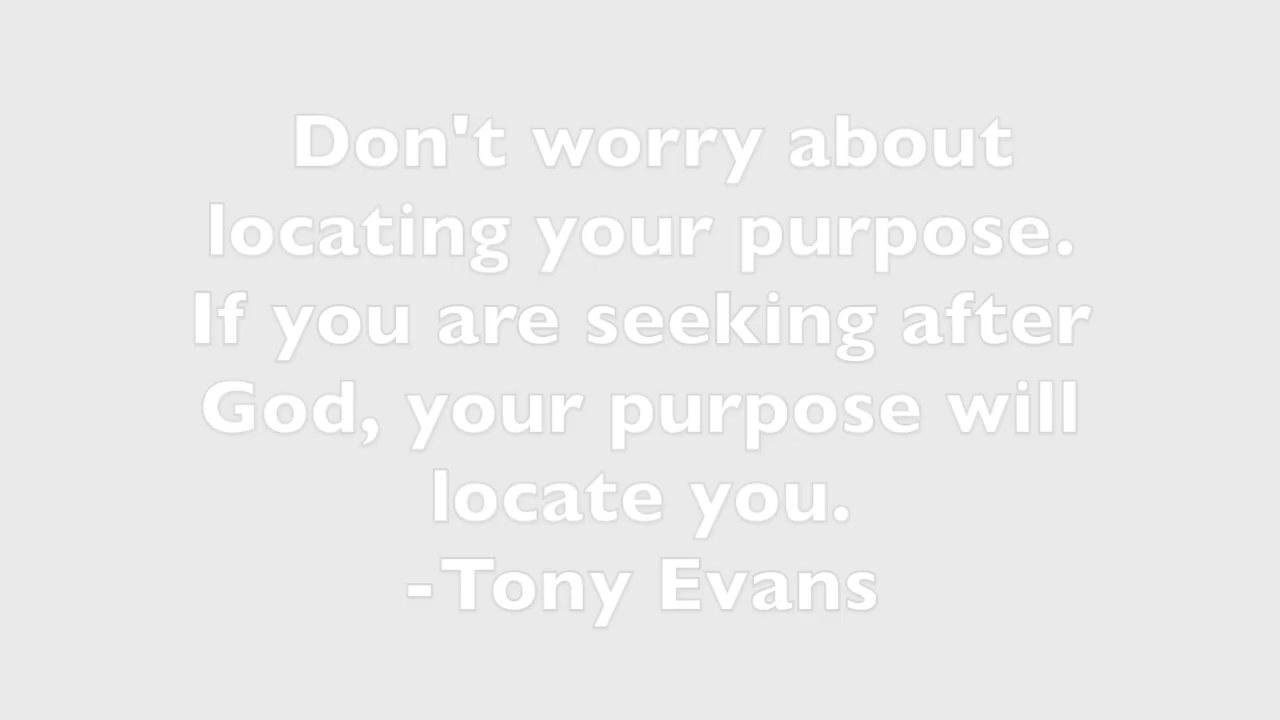 Don't worry about
locating your purpose.
If you are seeking after
God, your purpose will
locate you.
-Tony Evans